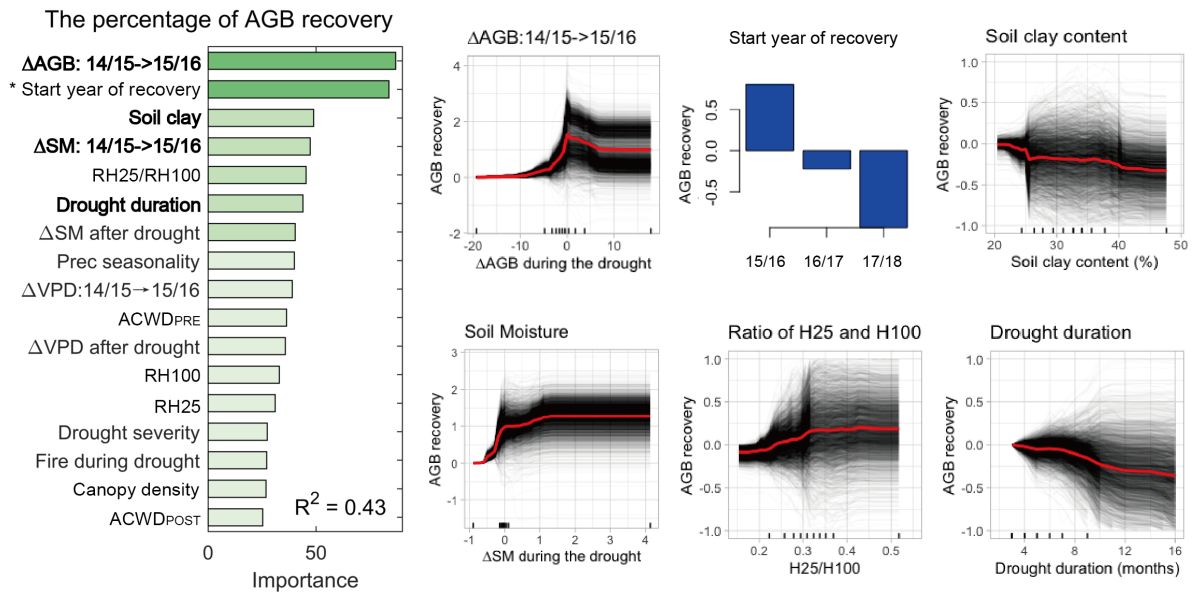 The percentage of AGB recovery
ΔAGB: 14/15->15/16
* Start year of recovery
Soil clay
ΔSM: 14/15->15/16
RH25/RH100
Drought duration
ΔSM after drought
Prec seasonality
ΔVPD:14/15→15/16
ACWDPRE
ΔVPD after drought
RH100
RH25
Drought severity
Fire during drought
Canopy density
ACWDPOST
R² = 0.43
0 50
Importance
ΔAGB:14/15->15/16
AGB recovery
4
2
0
-2
-20 -10 0 10
ΔAGB during the drought
Start year of recovery
AGB recovery
0.5
0.0
-0.5
15/16 16/17 17/18
Soil clay content
AGB recovery
1.0
0.5
0.0
-0.5
-1.0
20 30 40 50
Soil clay content (%)
Soil Moisture
AGB recovery
3
2
1
0
-1
-1 0 1 2 3 4
ΔSM during the drought
Ratio of H25 and H100
AGB recovery
1.0
0.5
0.0
-0.5
-1.0
0.2 0.3 0.4 0.5
H25/H100
Drought duration
AGB recovery
1.0
0.5
0.0
-0.5
-1.0
4 8 12 16
Drought duration (months)